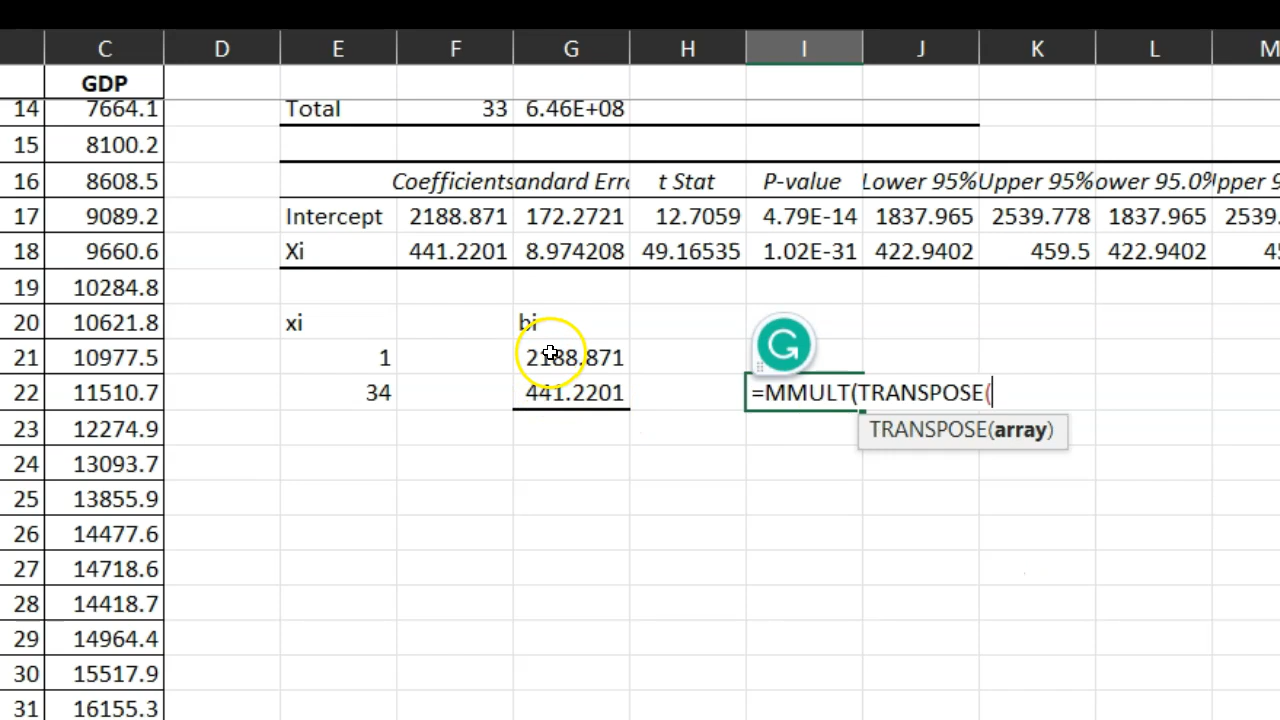 C D E F G H I J K L M
GDP
14 7664.1 Total 33 6.46E+08
15 8100.2
16 8608.5 Coefficients andard Erro t Stat P-value Lower 95% Upper 95% ower 95.0% pper 9
17 9089.2 Intercept 2188.871 172.2721 12.7059 4.79E-14 1837.965 2539.778 1837.965 2539.
18 9660.6 Xi 441.2201 8.974208 49.16535 1.02E-31 422.9402 459.5 422.9402 45
19 10284.8
20 10621.8 xi bi
21 10977.5 1 2188.871
22 11510.7 34 441.2201 =MMULT(TRANSPOSE(
23 12274.9 TRANSPOSE(array)
24 13093.7
25 13855.9
26 14477.6
27 14718.6
28 14418.7
29 14964.4
30 15517.9
31 16155.3